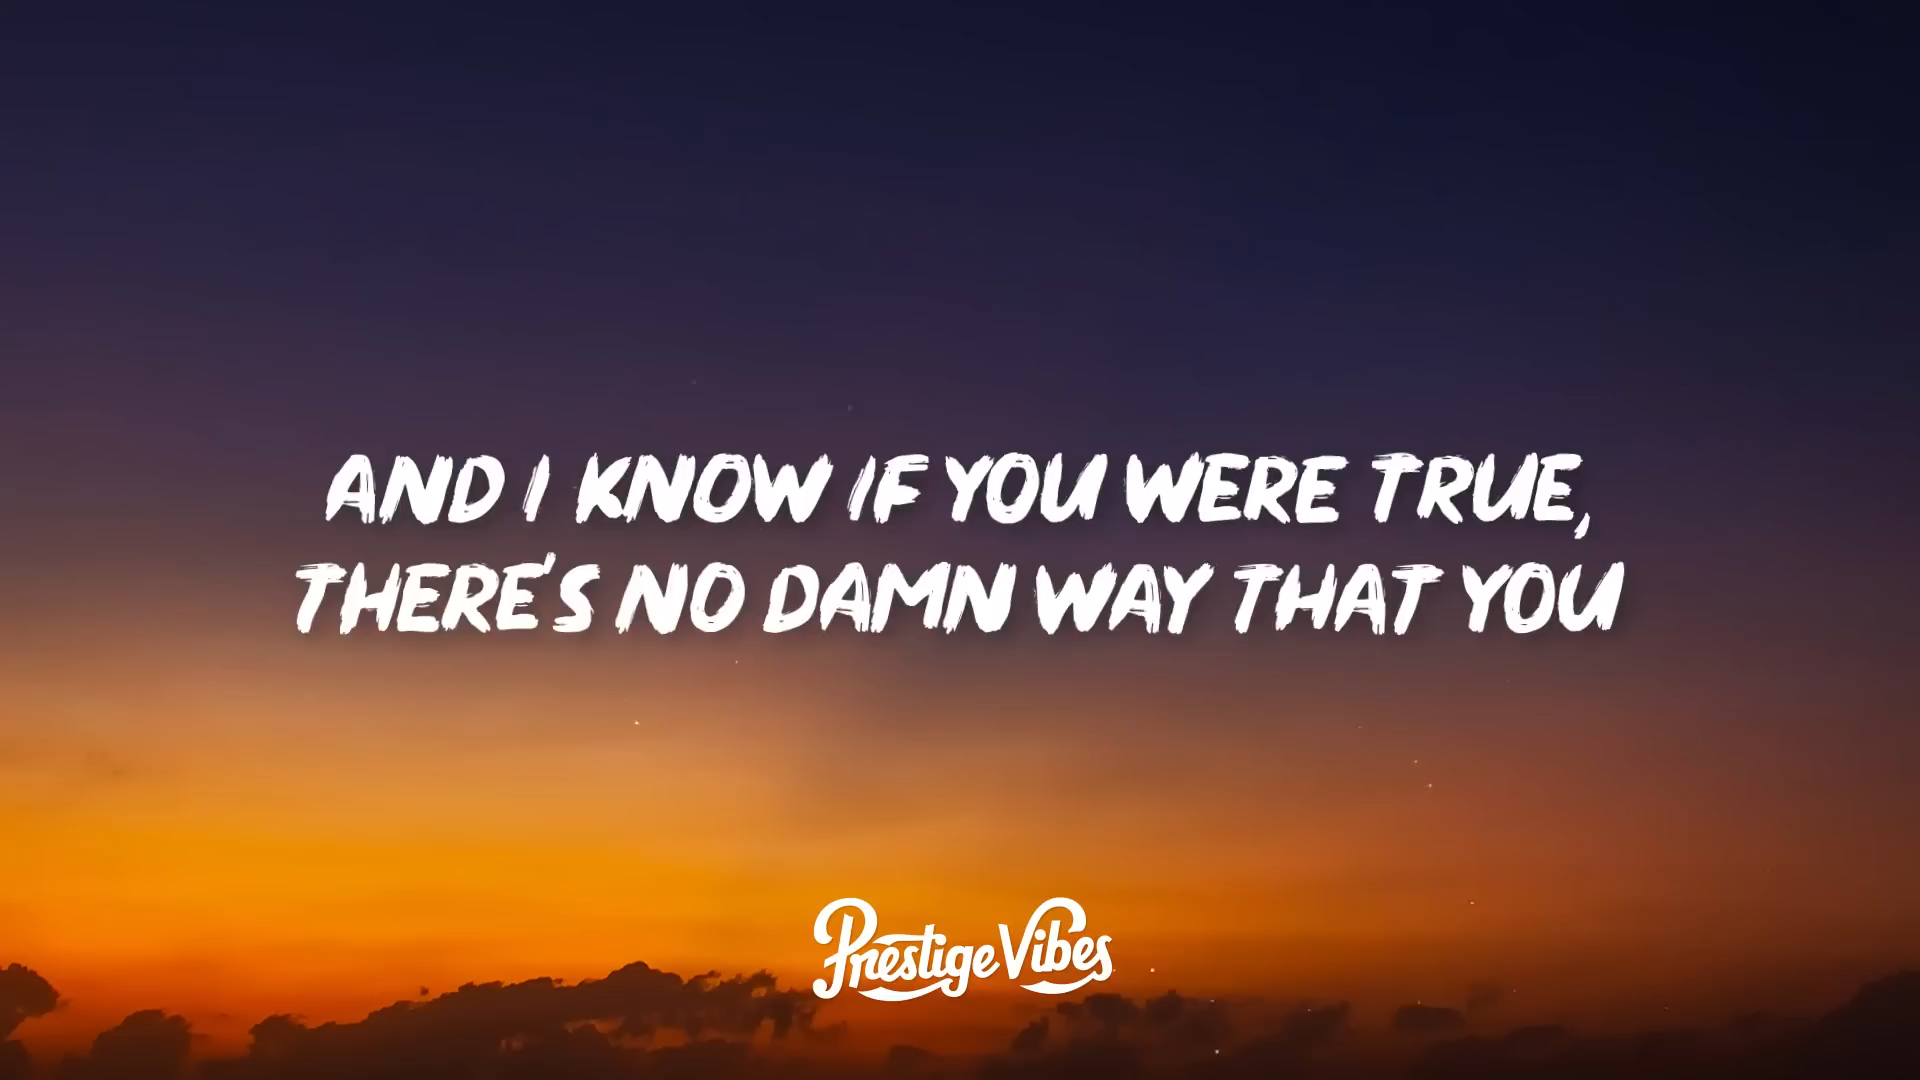 AND I KNOW IF YOU WERE TRUE,
THERE'S NO DAMN WAY THAT YOU
Prestige Vibes